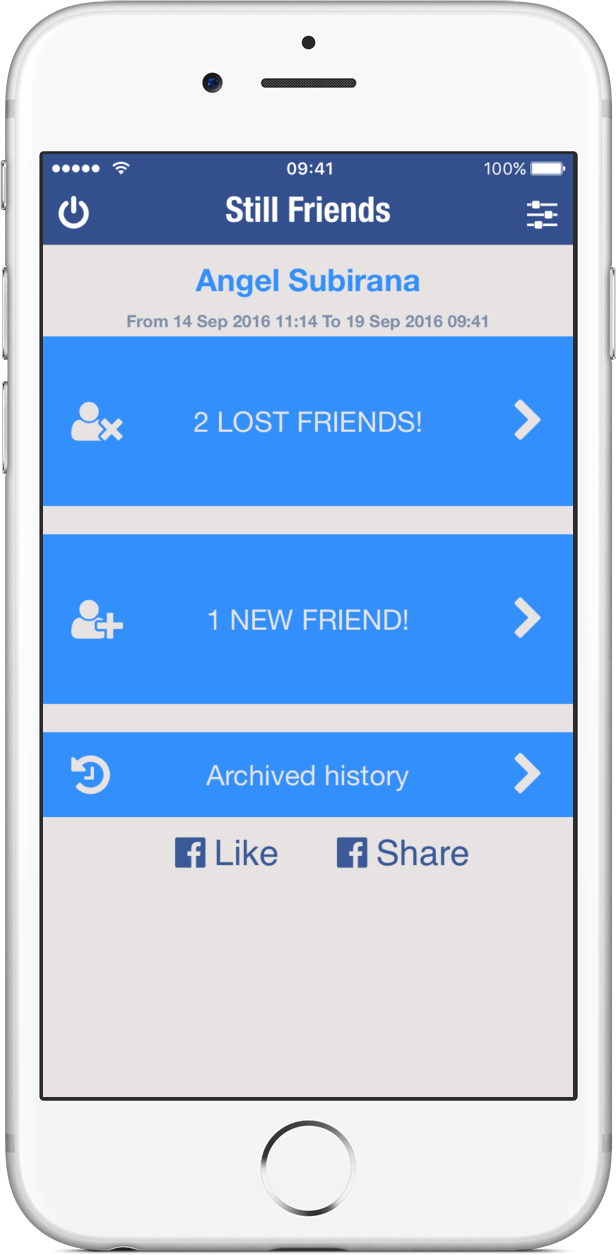 09:41
100%
Still Friends
Angel Subirana
From 14 Sep 2016 11:14 To 19 Sep 2016 09:41
2 LOST FRIENDS!
1 NEW FRIEND!
Archived history
Like
Share